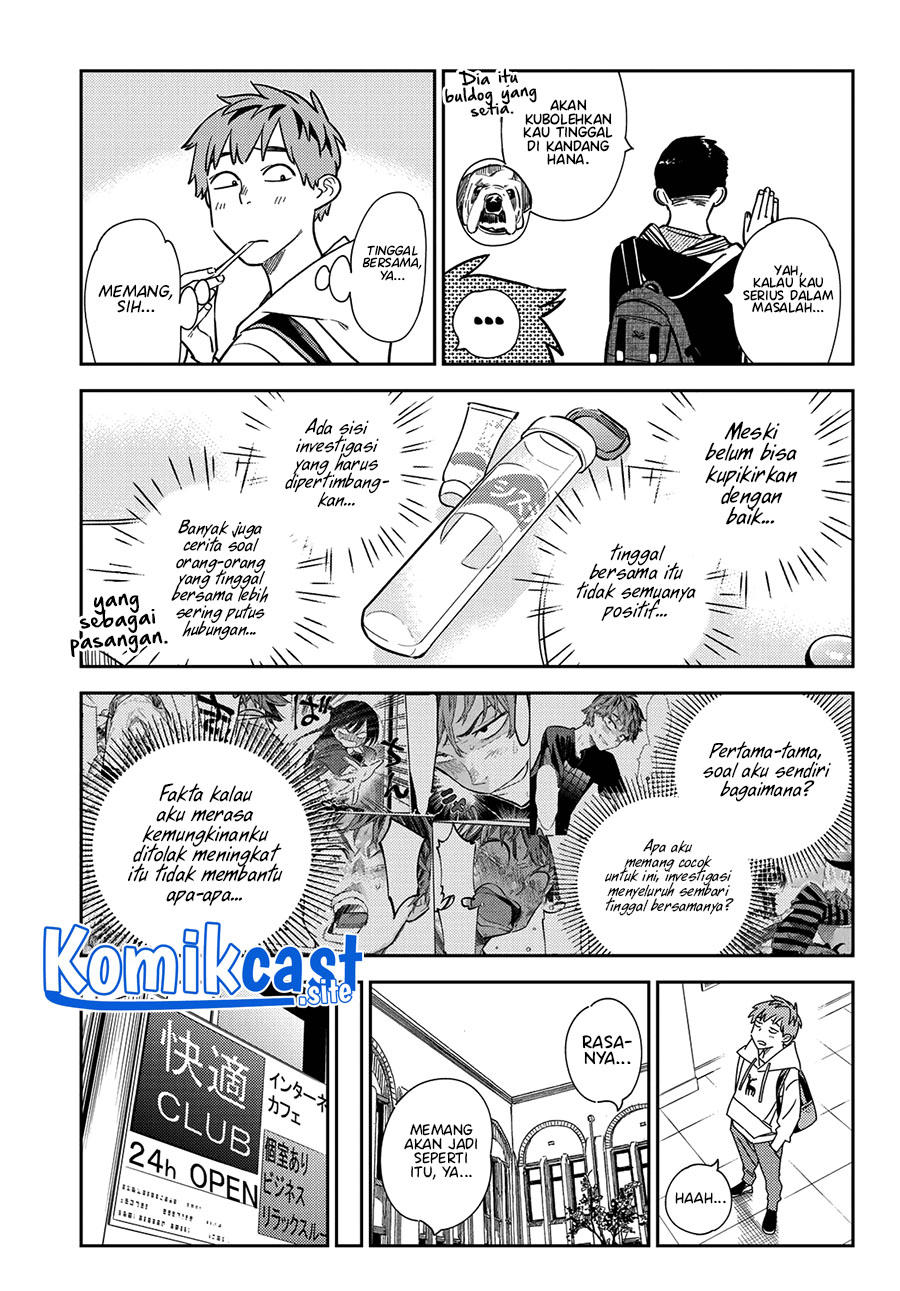 YAH,
KALAU KAU
SERIUS DALAM
MASALAH...
AKAN
KUBOLEHKAN
KAU TINGGAL
DI KANDANG
HANA.
Dia itu
buldog yang
setia.
...
TINGGAL
BERSAMA,
YA...
MEMANG,
SIH...
Meski
belum bisa
kupikirkan
dengan
baik...
tinggal
bersama itu
tidak semuanya
positif...
Ada sisi
investigasi
yang harus
dipertimbang-
kan...
Banyak juga
cerita soal
orang-orang
yang tinggal
bersama lebih
sering putus
hubungan...
yang
sebagai
pasangan.
Pertama-tama,
soal aku sendiri
bagaimana?
Apa aku
memang cocok
untuk ini, investigasi
menyeluruh sembari
tinggal bersamanya?
Fakta kalau
aku merasa
kemungkinanku
ditolak meningkat
itu tidak membantu
apa-apa...
Komikcast
.site
HAAH...
RASA-
NYA...
MEMANG
AKAN JADI
SEPERTI
ITU, YA...
快適
CLUB
24h OPEN
インターネ
カフェ
個室あり
ビジネス
リラックスルー